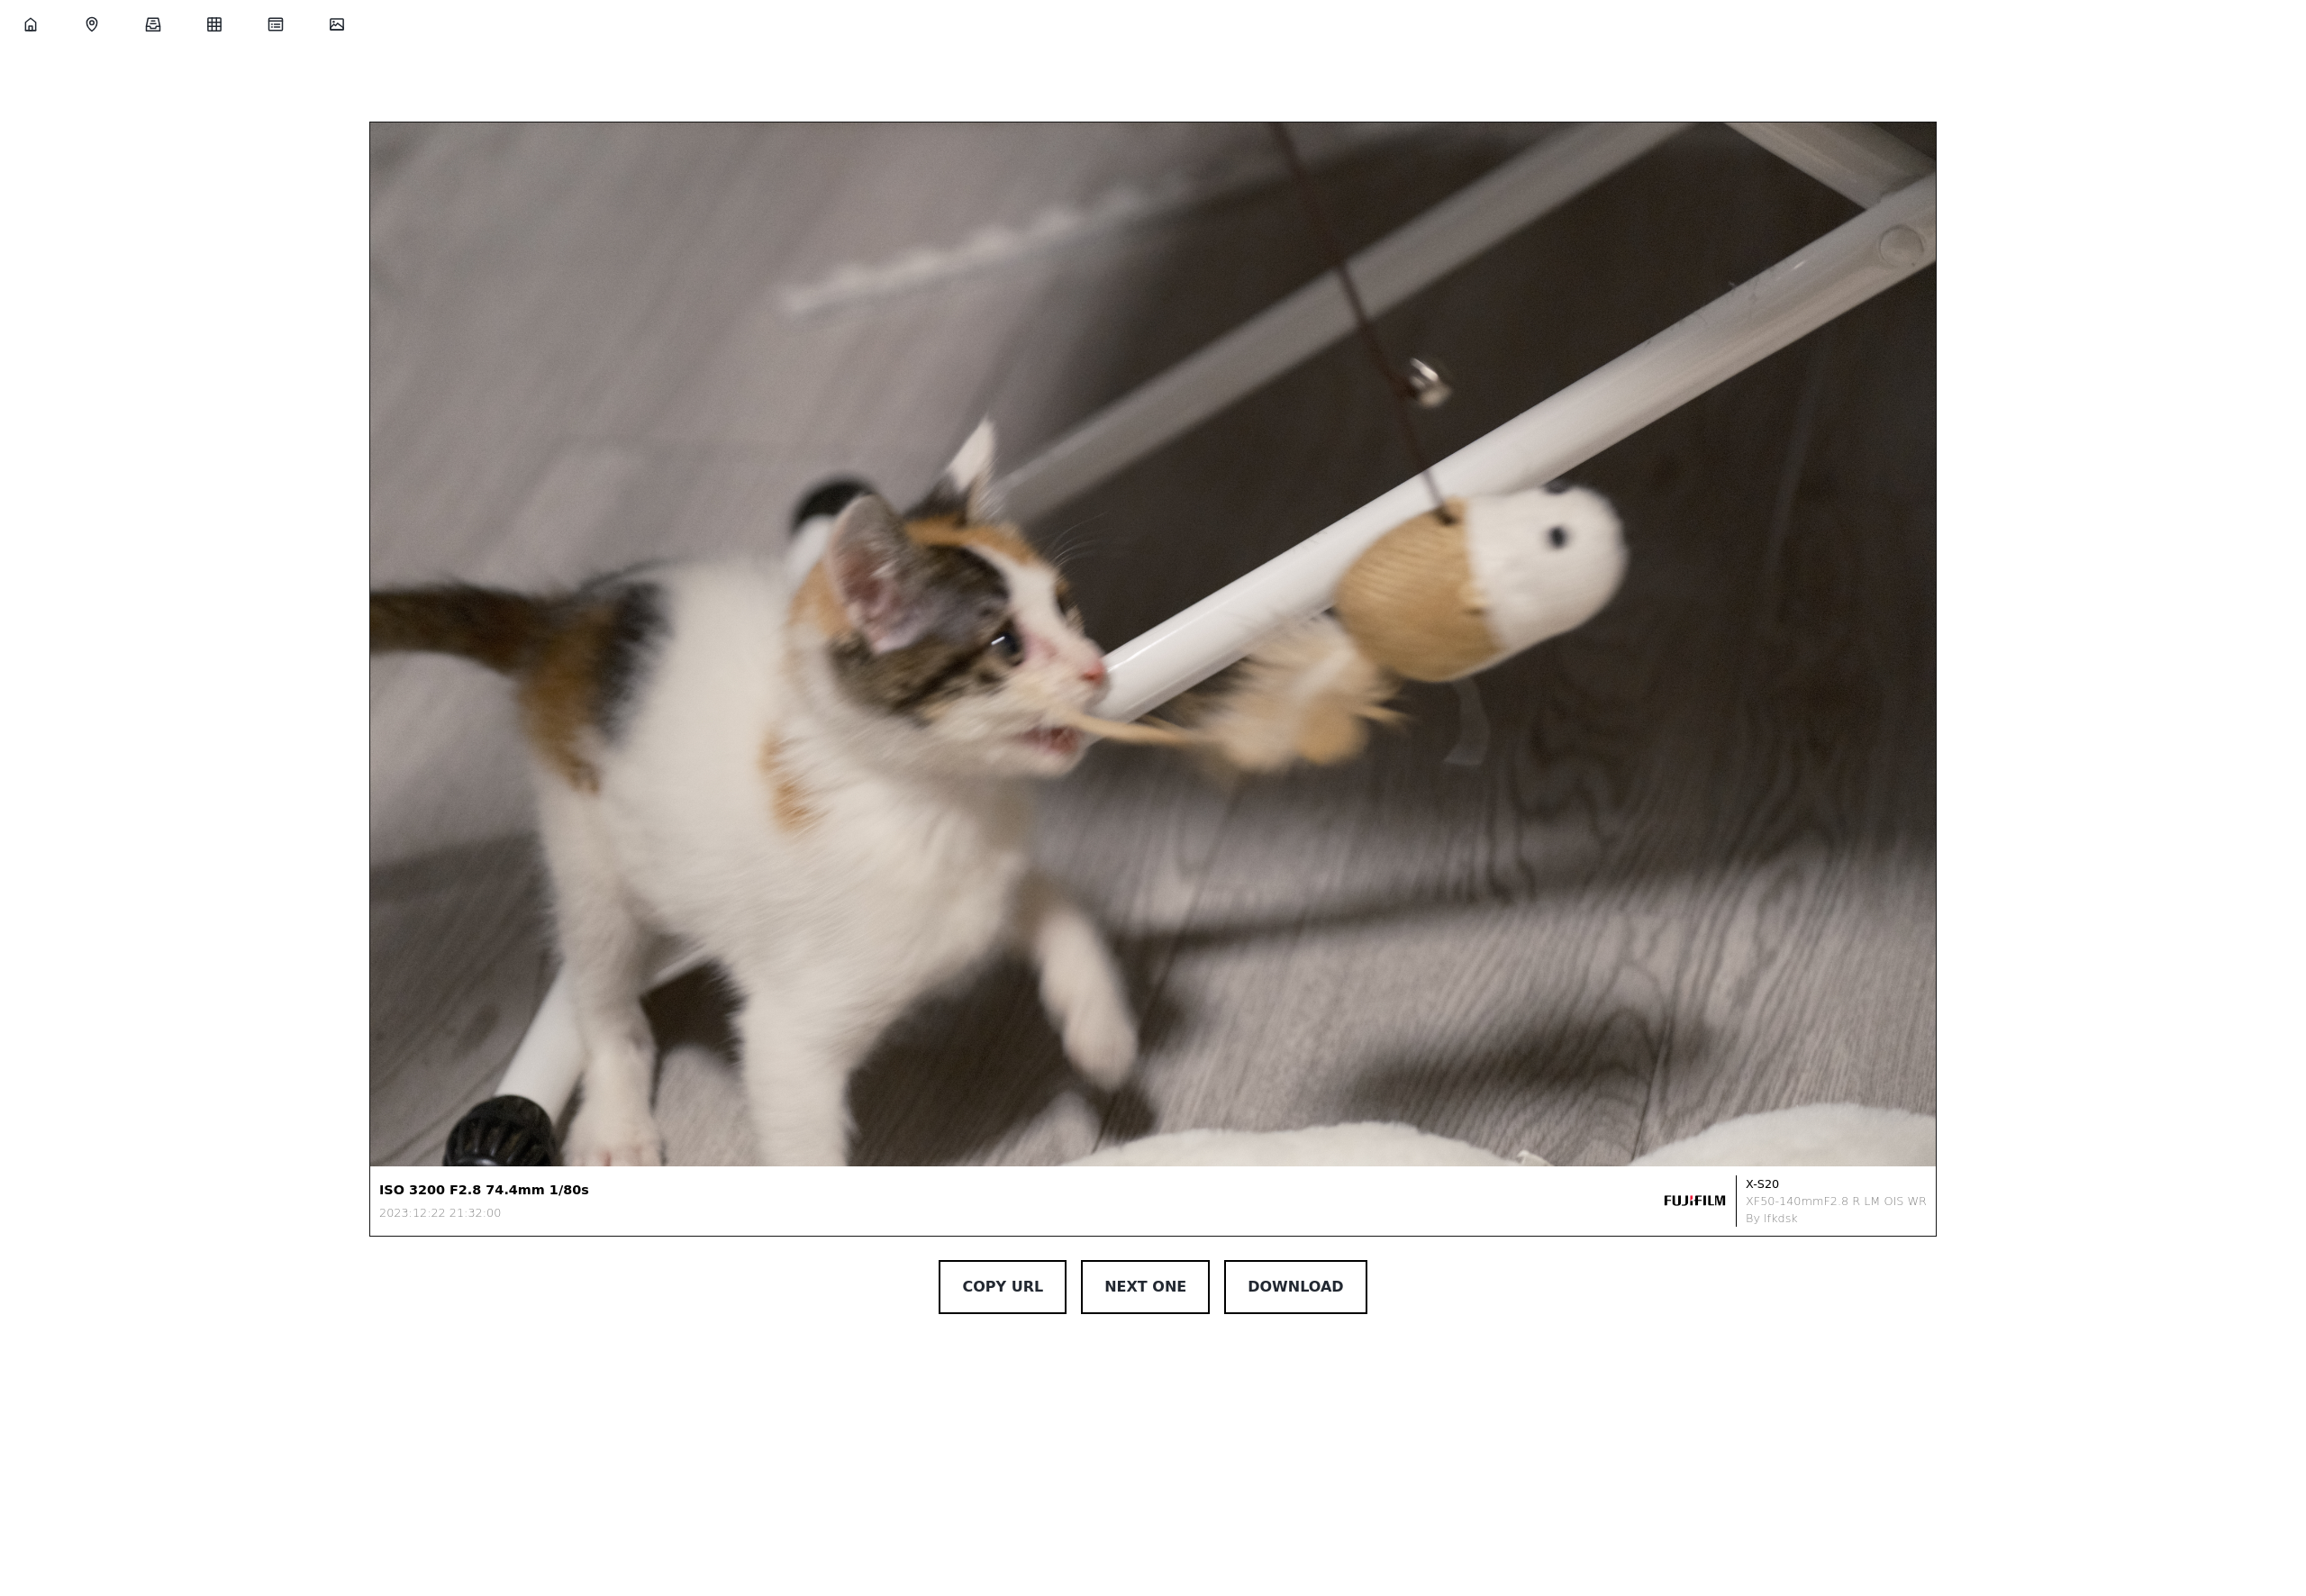 ISO 3200 F2.8 74.4mm 1/80s
2023:12:22 21:32:00
FUJIFILM
X-S20
XF50-140mmF2.8 R LM OIS WR
By lfkdsk
COPY URL
NEXT ONE
DOWNLOAD